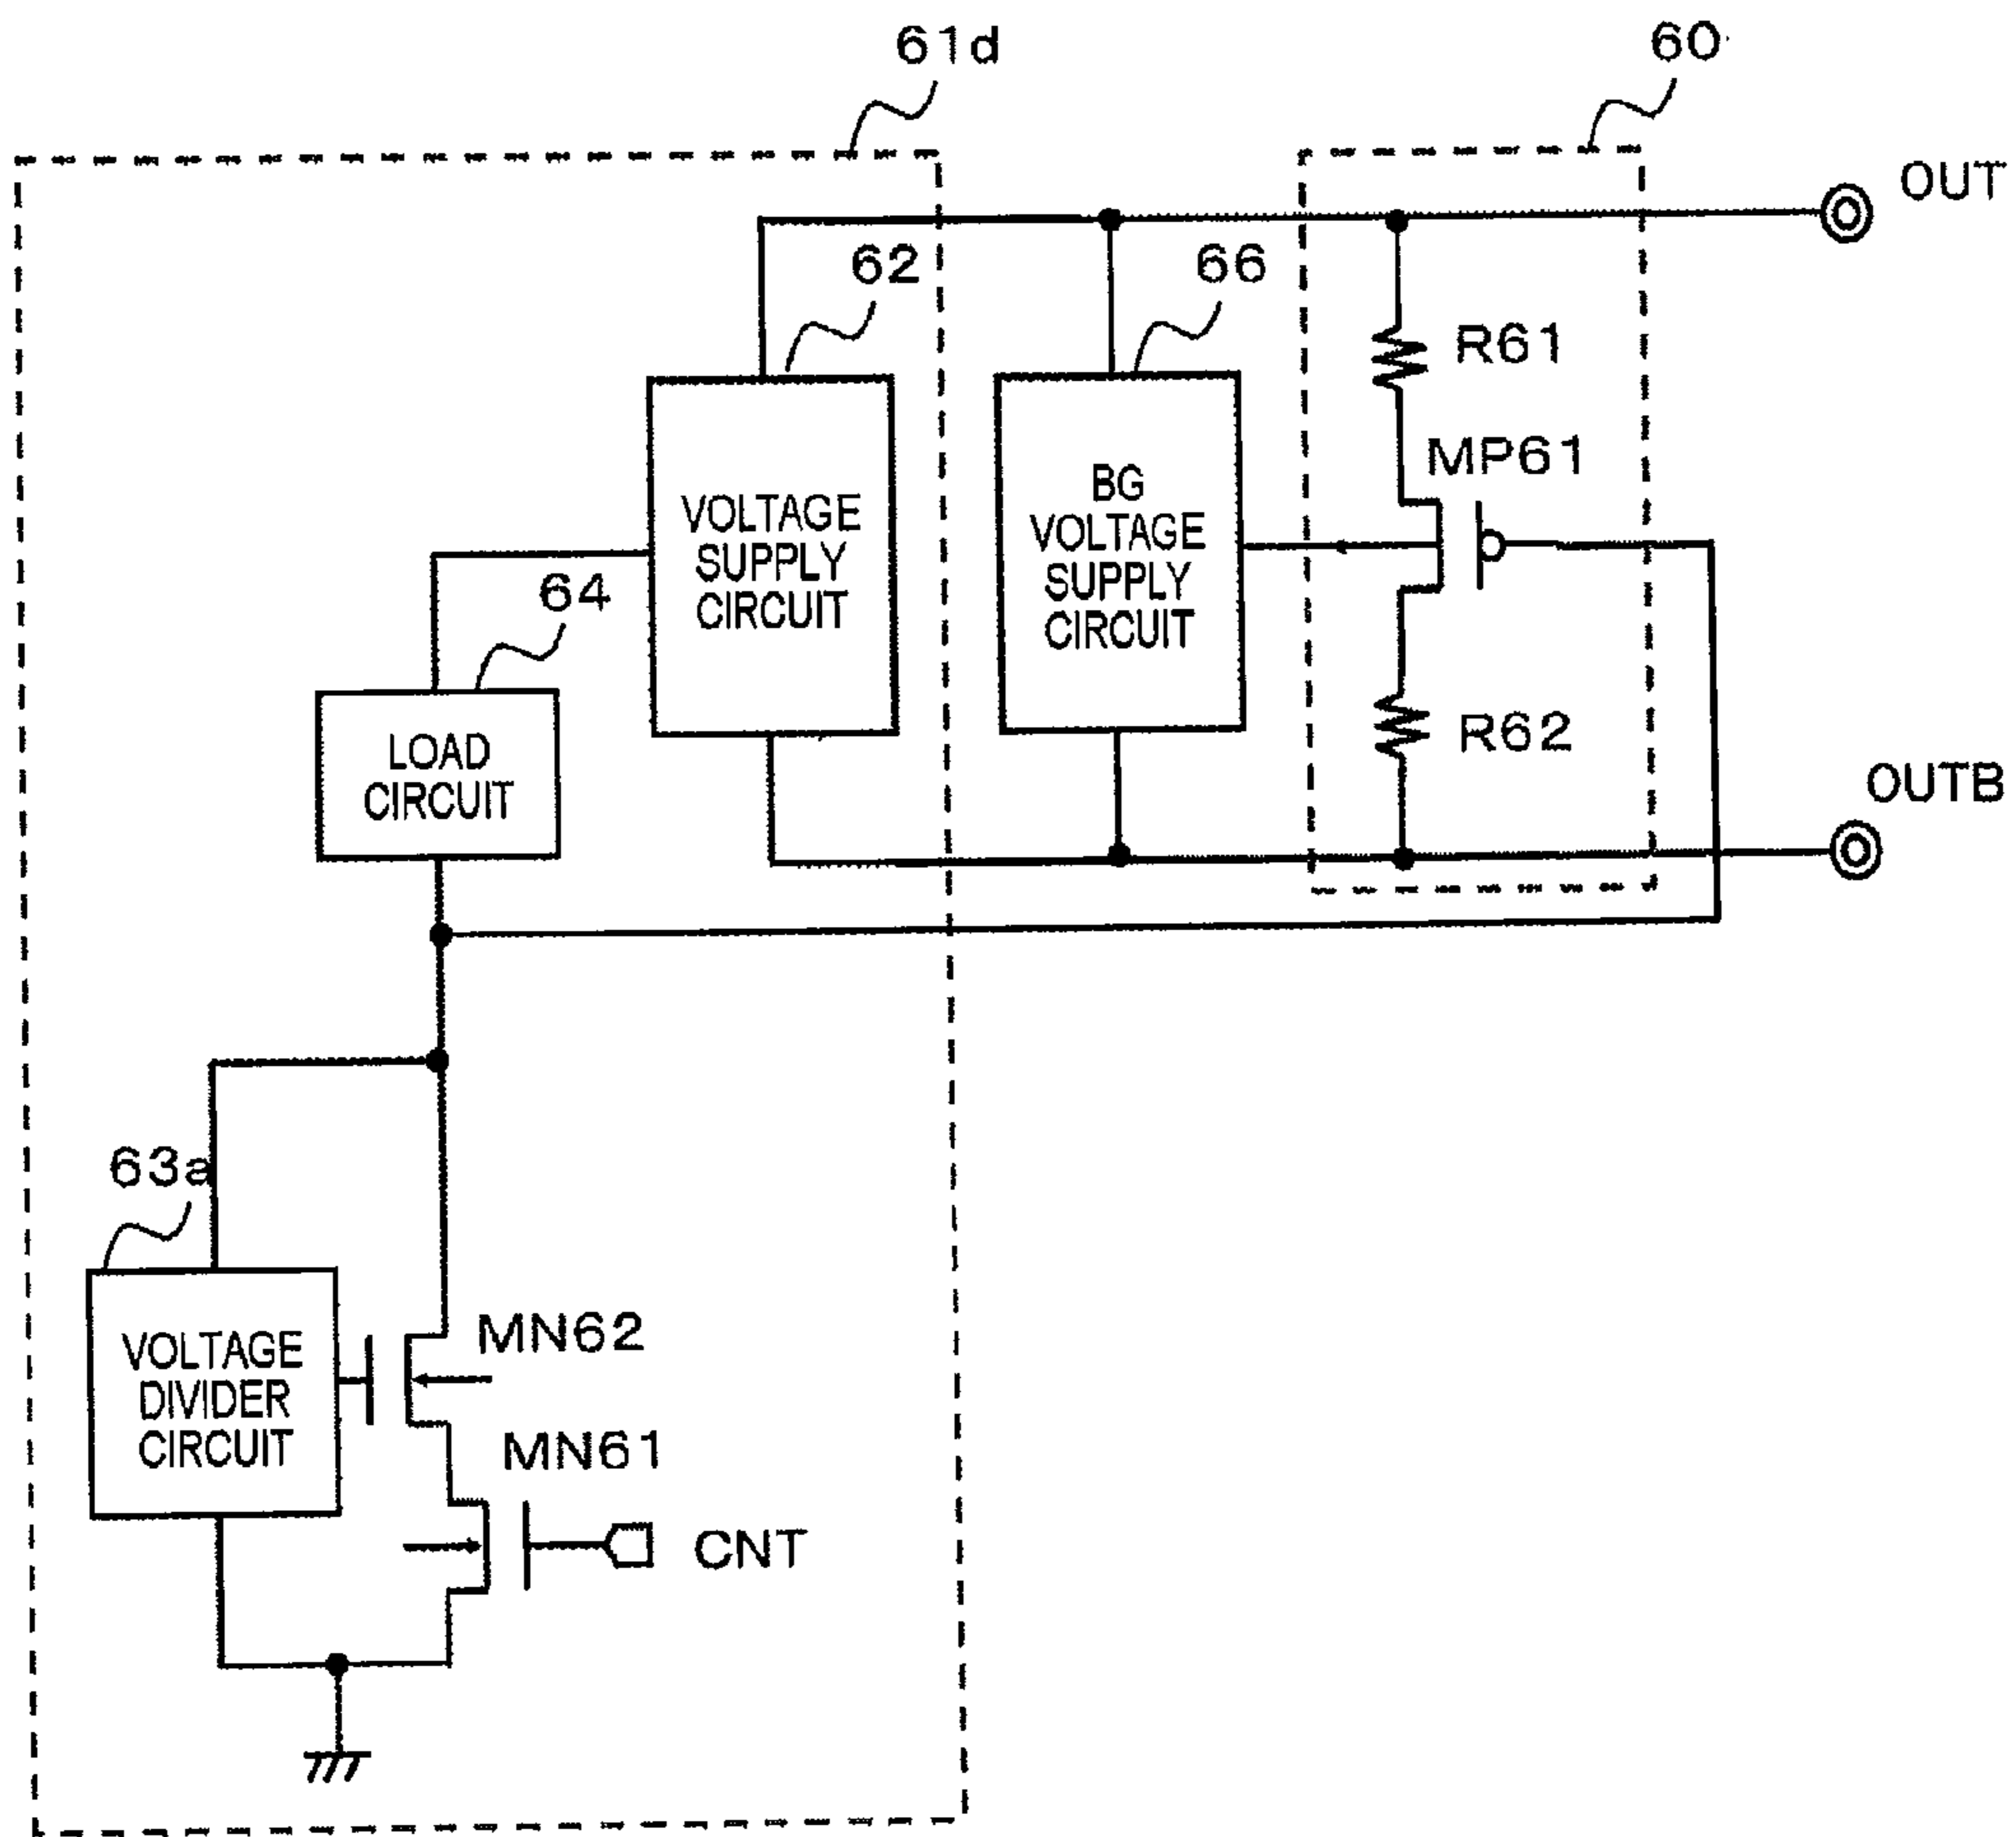 61d
60
OUT
62
66
R61
MP61
VOLTAGE
SUPPLY
CIRCUIT
BG
VOLTAGE
SUPPLY
CIRCUIT
64
R62
LOAD
CIRCUIT
OUTB
63a
MN62
VOLTAGE
DIVIDER
CIRCUIT
MN61
CNT